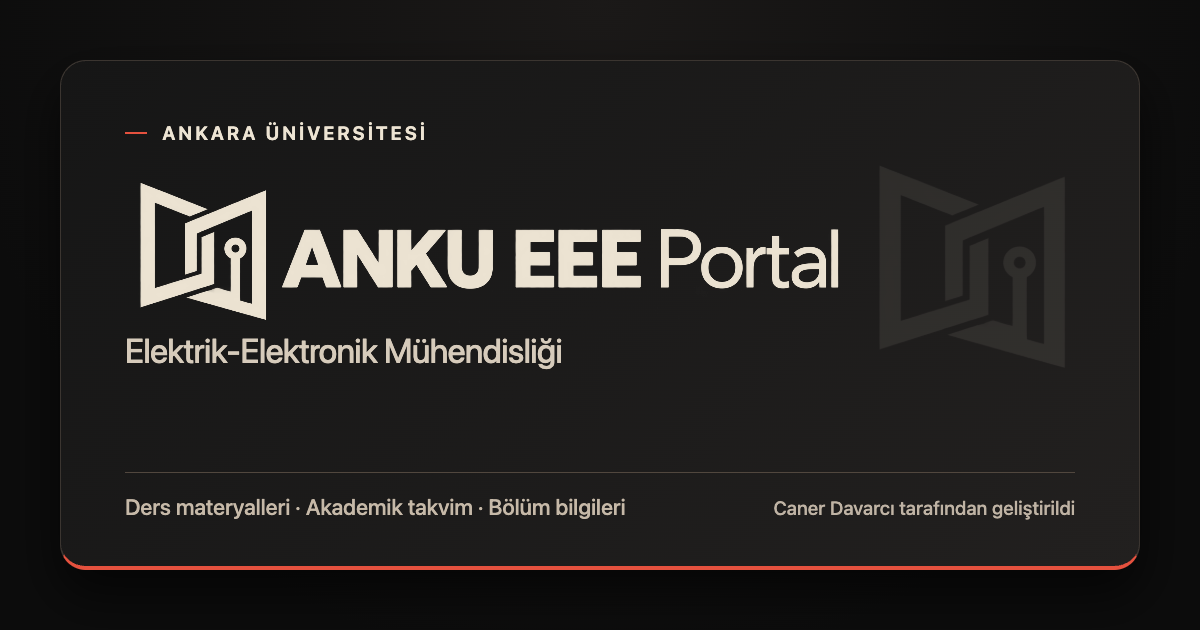 ANKARA ÜNİVERSİTESİ
ANKU EEE Portal
Elektrik-Elektronik Mühendisliği
Ders materyalleri · Akademik takvim · Bölüm bilgileri
Caner Davarcı tarafından geliştirildi